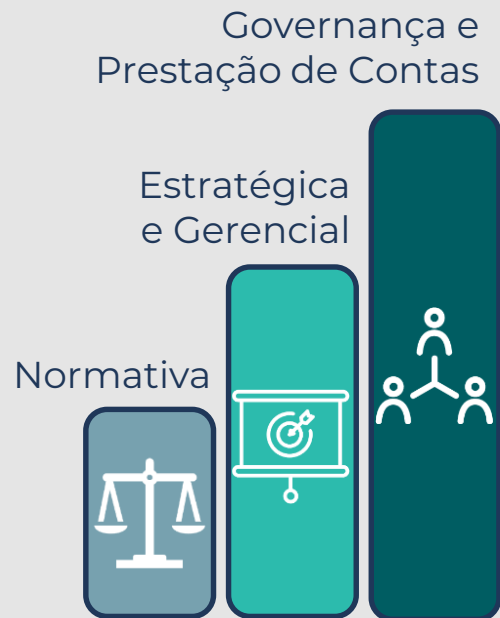 Governança e
Prestação de Contas
Estratégica
e Gerencial
Normativa